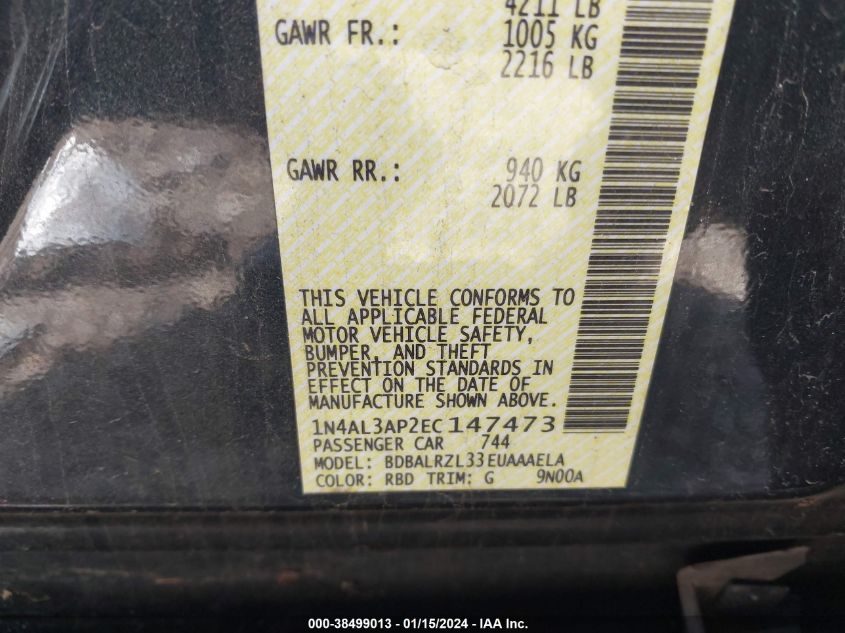 4211 LB
GAWR FR.: 1005 KG
2216 LB
GAWR RR.: 940 KG
2072 LB
THIS VEHICLE CONFORMS TO
ALL APPLICABLE FEDERAL
MOTOR VEHICLE SAFETY,
BUMPER, AND THEFT
PREVENTION STANDARDS IN
EFFECT ON THE DATE OF
MANUFACTURE SHOWN ABOVE.
1N4AL3AP2EC147473
PASSENGER CAR 744
MODEL: BDBALRZL33EUAAAELA
COLOR: RBD TRIM: G 9N00A
000-38499013 - 01/15/2024 - IAA Inc.